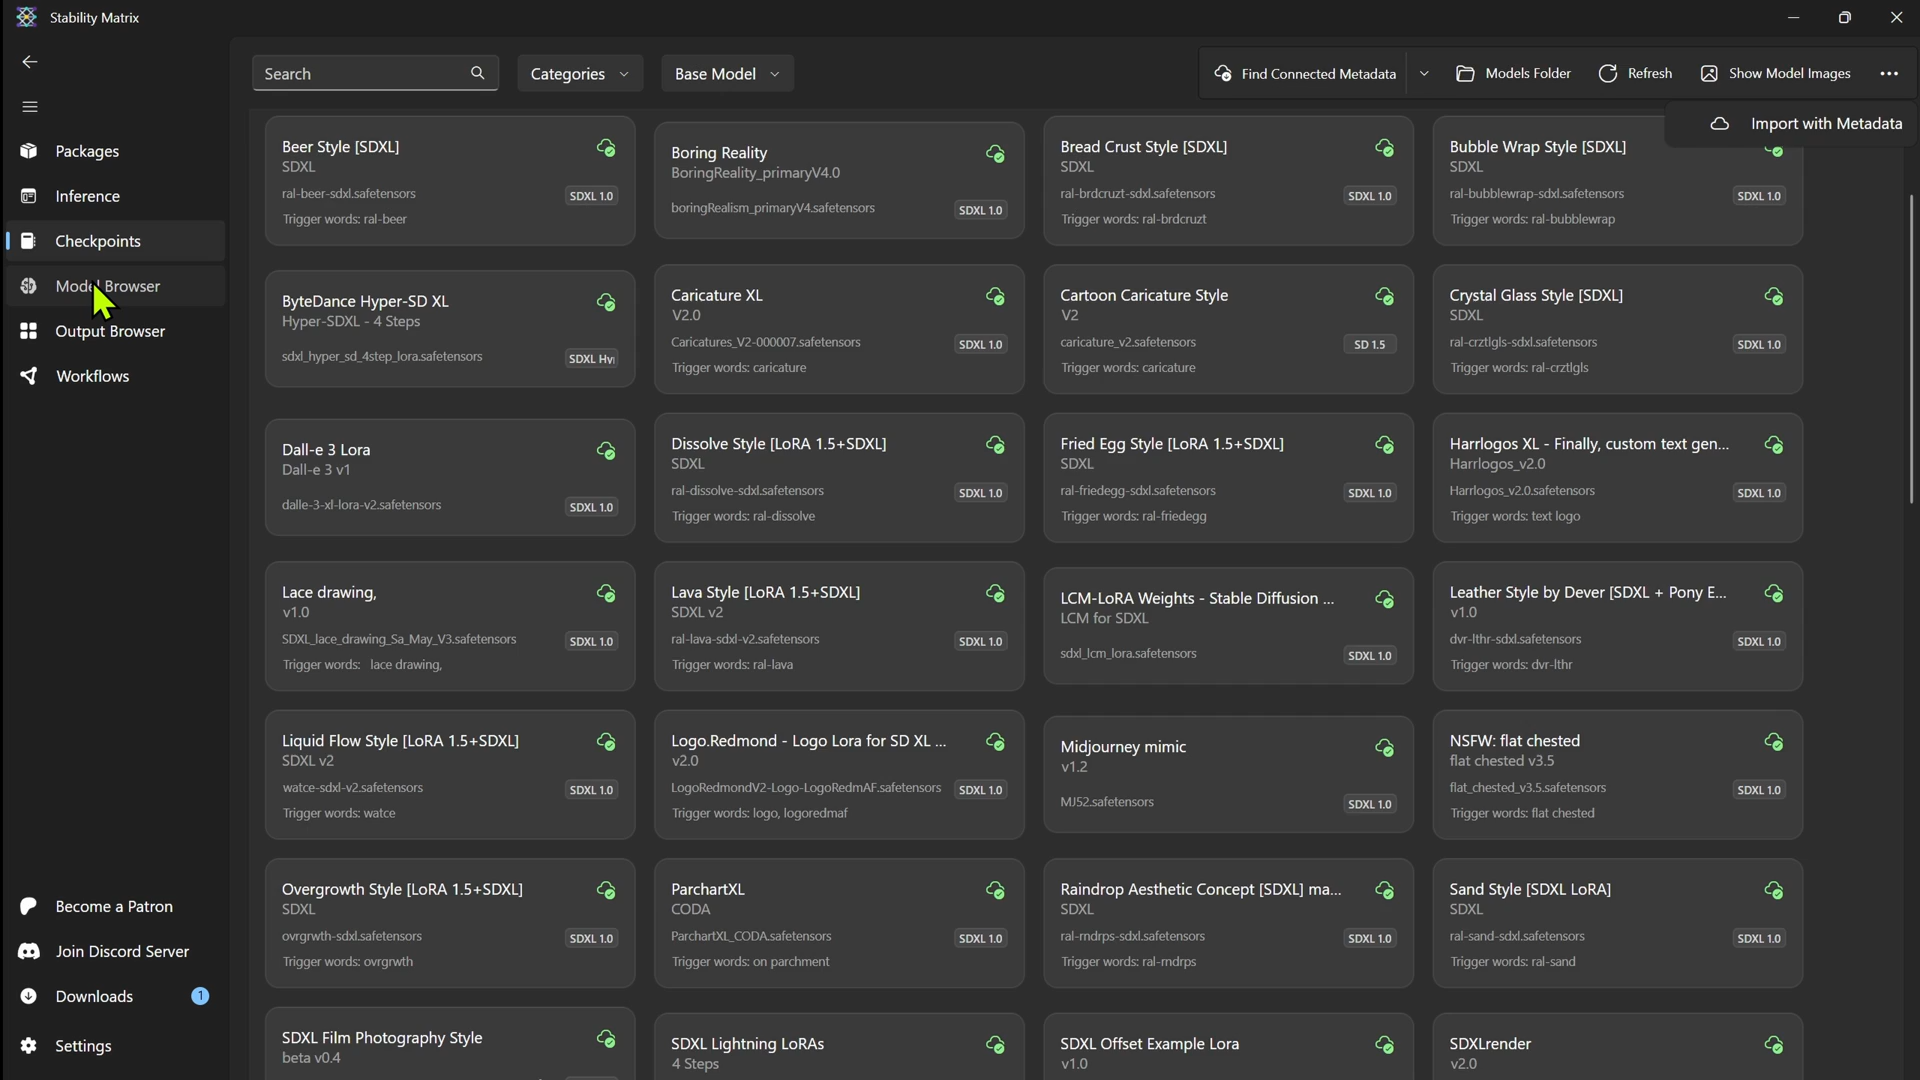 Stability Matrix
Search
Categories
Base Model
Find Connected Metadata
Models Folder
Refresh
Show Model Images
Import with Metadata
Packages
Inference
Checkpoints
Model Browser
Output Browser
Workflows
Become a Patron
Join Discord Server
Downloads 1
Settings
Beer Style [SDXL]
SDXL
ral-beer-sdxl.safetensors
SDXL 1.0
Trigger words: ral-beer
Boring Reality
BoringReality_primaryV4.0
boringRealism_primaryV4.safetensors
SDXL 1.0
Bread Crust Style [SDXL]
SDXL
ral-brdcruzt-sdxl.safetensors
SDXL 1.0
Trigger words: ral-brdcruzt
Bubble Wrap Style [SDXL]
SDXL
ral-bubblewrap-sdxl.safetensors
SDXL 1.0
Trigger words: ral-bubblewrap
ByteDance Hyper-SD XL
Hyper-SDXL - 4 Steps
sdxl_hyper_sd_4step_lora.safetensors
SDXL Hy
Caricature XL
V2.0
Caricatures_V2-000007.safetensors
SDXL 1.0
Trigger words: caricature
Cartoon Caricature Style
V2
caricature_v2.safetensors
SD 1.5
Trigger words: caricature
Crystal Glass Style [SDXL]
SDXL
ral-crztlgls-sdxl.safetensors
SDXL 1.0
Trigger words: ral-crztlgls
Dall-e 3 Lora
Dall-e 3 v1
dalle-3-xl-lora-v2.safetensors
SDXL 1.0
Dissolve Style [LoRA 1.5+SDXL]
SDXL
ral-dissolve-sdxl.safetensors
SDXL 1.0
Trigger words: ral-dissolve
Fried Egg Style [LoRA 1.5+SDXL]
SDXL
ral-friedegg-sdxl.safetensors
SDXL 1.0
Trigger words: ral-friedegg
Harrlogos XL - Finally, custom text gen...
Harrlogos_v2.0
Harrlogos_v2.0.safetensors
SDXL 1.0
Trigger words: text logo
Lace drawing,
v1.0
SDXL_lace_drawing_Sa_May_V3.safetensors
SDXL 1.0
Trigger words: lace drawing,
Lava Style [LoRA 1.5+SDXL]
SDXL v2
ral-lava-sdxl-v2.safetensors
SDXL 1.0
Trigger words: ral-lava
LCM-LoRA Weights - Stable Diffusion ...
LCM for SDXL
sdxl_lcm_lora.safetensors
SDXL 1.0
Leather Style by Dever [SDXL + Pony E...
v1.0
dvr-lthr-sdxl.safetensors
SDXL 1.0
Trigger words: dvr-lthr
Liquid Flow Style [LoRA 1.5+SDXL]
SDXL v2
watce-sdxl-v2.safetensors
SDXL 1.0
Trigger words: watce
Logo.Redmond - Logo Lora for SD XL ...
v2.0
LogoRedmondV2-Logo-LogoRedmAF.safetensors
SDXL 1.0
Trigger words: logo, logoredmaf
Midjourney mimic
v1.2
MJ52.safetensors
SDXL 1.0
NSFW: flat chested
flat chested v3.5
flat_chested_v3.5.safetensors
SDXL 1.0
Trigger words: flat chested
Overgrowth Style [LoRA 1.5+SDXL]
SDXL
ovrgrwth-sdxl.safetensors
SDXL 1.0
Trigger words: ovrgrwth
ParchartXL
CODA
ParchartXL_CODA.safetensors
SDXL 1.0
Trigger words: on parchment
Raindrop Aesthetic Concept [SDXL] ma...
SDXL
ral-rndrps-sdxl.safetensors
SDXL 1.0
Trigger words: ral-rndrps
Sand Style [SDXL LoRA]
SDXL
ral-sand-sdxl.safetensors
SDXL 1.0
Trigger words: ral-sand
SDXL Film Photography Style
beta v0.4
SDXL Lightning LoRAs
4 Steps
SDXL Offset Example Lora
v1.0
SDXLrender
v2.0